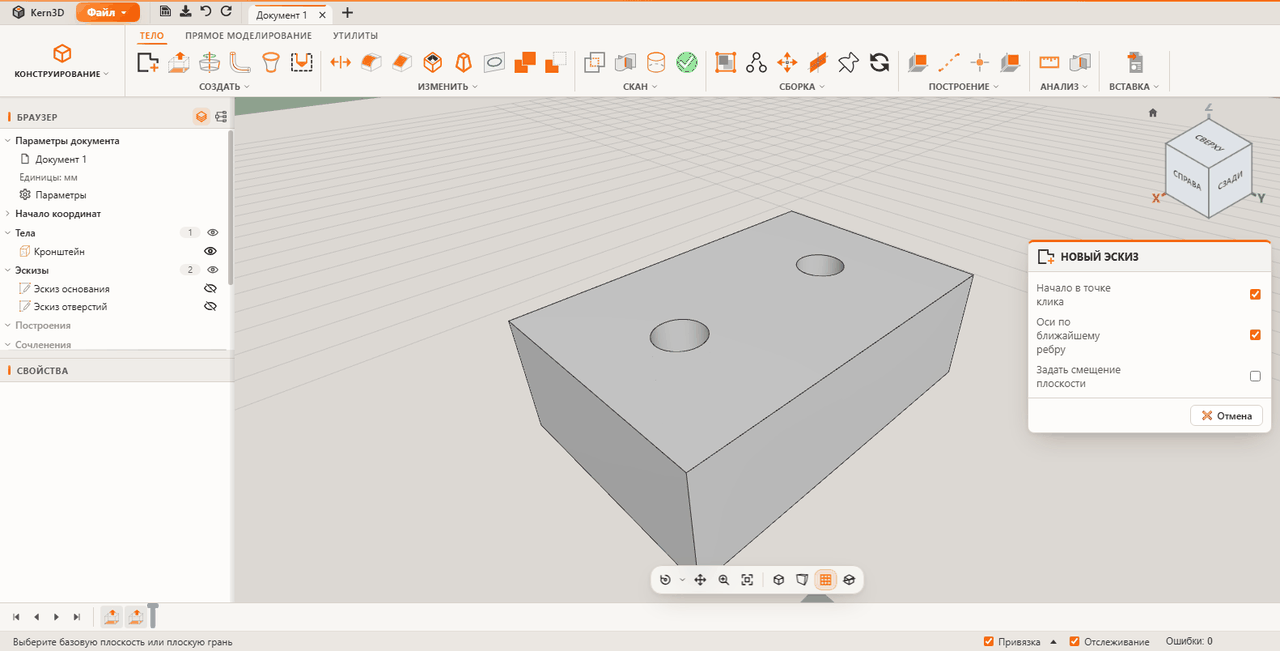 Kern3D
Файл
Документ 1
КОНСТРУИРОВАНИЕ
ТЕЛО
ПРЯМОЕ МОДЕЛИРОВАНИЕ
УТИЛИТЫ
СОЗДАТЬ
ИЗМЕНИТЬ
СКАН
СБОРКА
ПОСТРОЕНИЕ
АНАЛИЗ
ВСТАВКА
БРАУЗЕР
Параметры документа
Документ 1
Единицы: мм
Параметры
Начало координат
Тела 1
Кронштейн
Эскизы 2
Эскиз основания
Эскиз отверстий
Построения
Сочленения
СВОЙСТВА
Z
СВЕРХУ
СПРАВА
СЗАДИ
X
Y
НОВЫЙ ЭСКИЗ
Начало в точке
клика
Оси по
ближайшему
ребру
Задать смещение
плоскости
Отмена
Выберите базовую плоскость или плоскую грань
Привязка
Отслеживание
Ошибки: 0